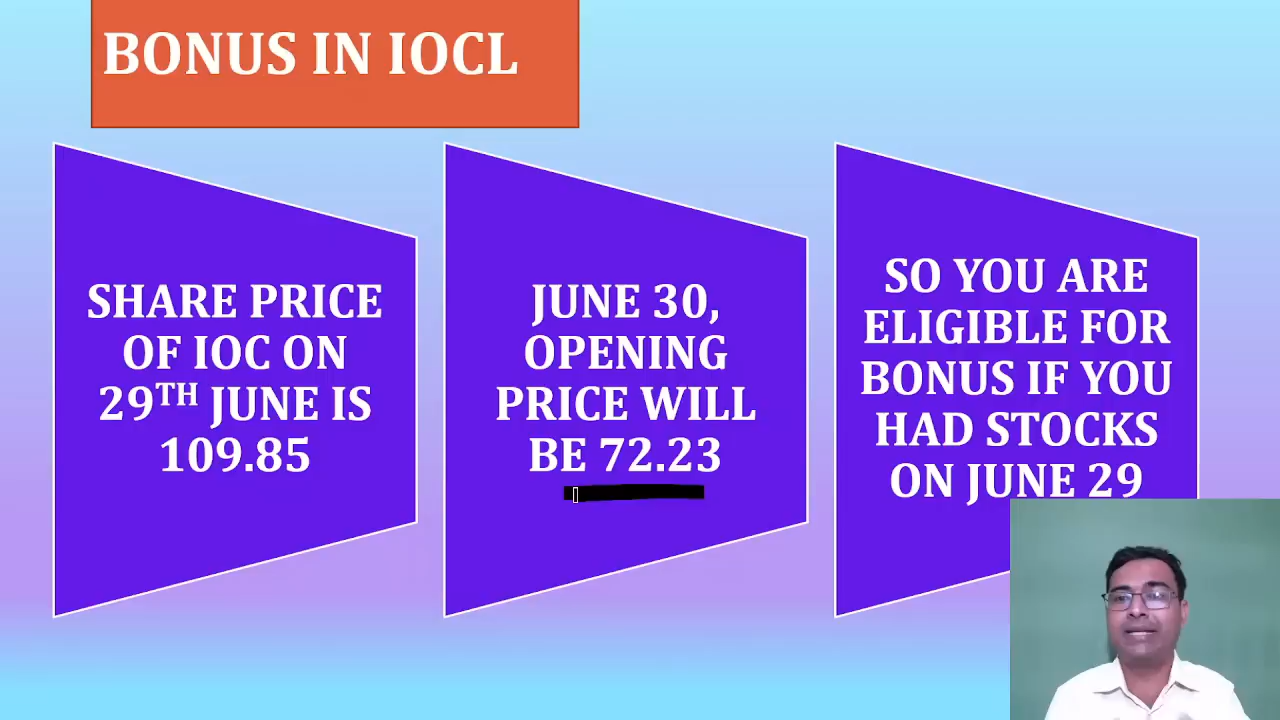 BONUS IN IOCL
SHARE PRICE
OF IOC ON
29TH JUNE IS
109.85
JUNE 30,
OPENING
PRICE WILL
BE 72.23
SO YOU ARE
ELIGIBLE FOR
BONUS IF YOU
HAD STOCKS
ON JUNE 29